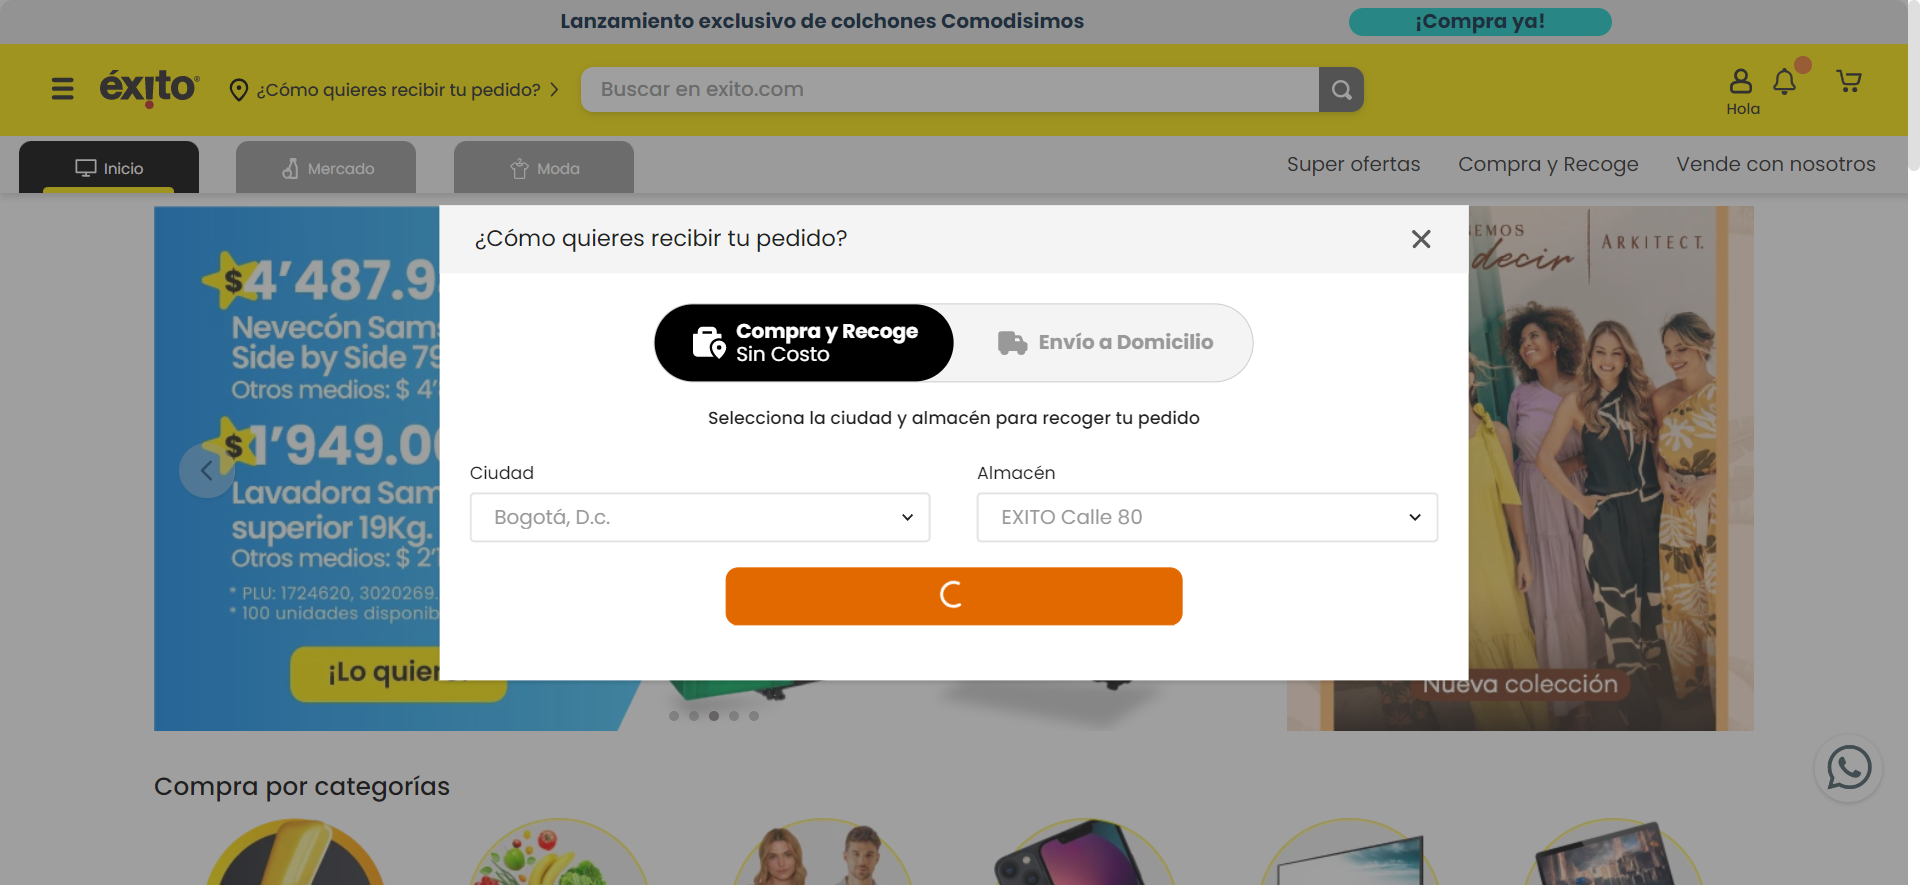 Lanzamiento exclusivo de colchones Comodisimos
¡Compra ya!
éxito
¿Cómo quieres recibir tu pedido?
Buscar en exito.com
Hola
Inicio
Mercado
Moda
Super ofertas
Compra y Recoge
Vende con nosotros
¿Cómo quieres recibir tu pedido?
Compra y Recoge
Sin Costo
Envío a Domicilio
Selecciona la ciudad y almacén para recoger tu pedido
Ciudad
Almacén
Bogotá, D.c.
EXITO Calle 80
$4’487.9
Nevecón Sam
Side by Side 79
Otros medios: $ 4’
$1’949.0
Lavadora Sam
superior 19Kg.
Otros medios: $ 2’
* PLU: 1724620, 3020269.
* 100 unidades disponib
¡Lo quier
EMOS
decir
ARKITECT.
Nueva colección
Compra por categorías